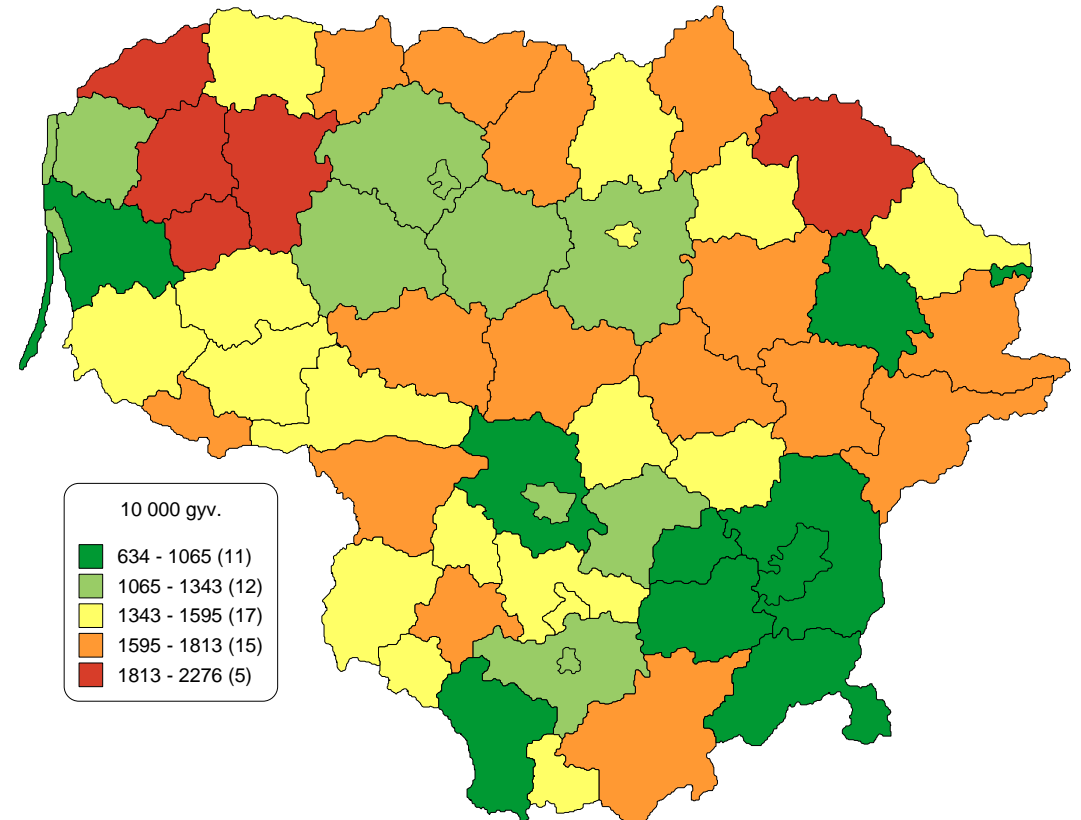 10 000 gyv.
634 - 1065 (11)
1065 - 1343 (12)
1343 - 1595 (17)
1595 - 1813 (15)
1813 - 2276 (5)